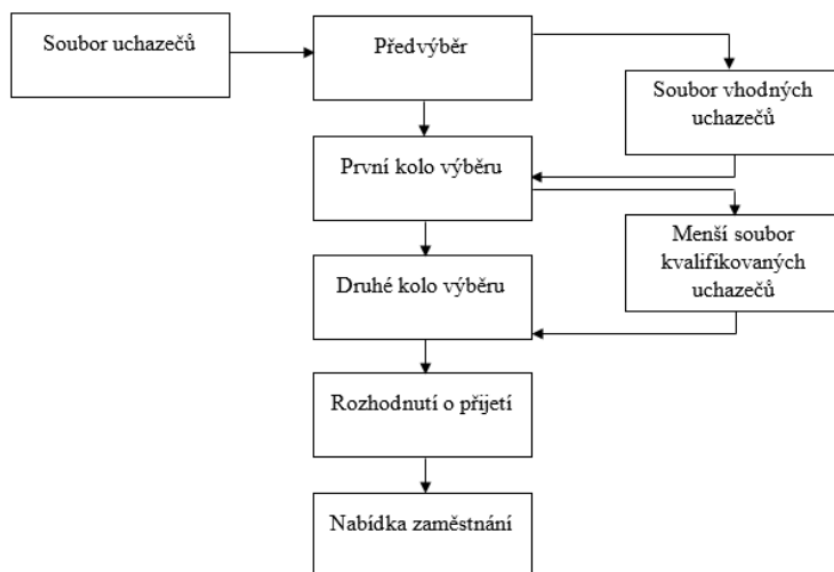 Soubor uchazečů
Předvýběr
Soubor vhodných
uchazečů
První kolo výběru
Menší soubor
kvalifikovaných
uchazečů
Druhé kolo výběru
Rozhodnutí o přijetí
Nabídka zaměstnání